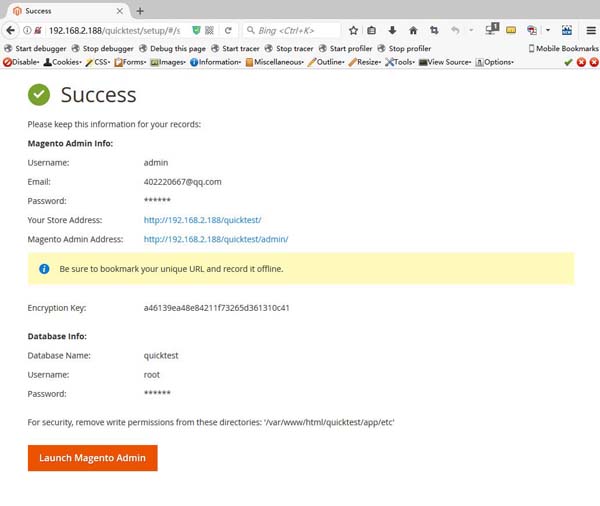 Success
192.168.2.188/quicktest/setup/#/s
Bing <Ctrl+K>
1
Start debugger Stop debugger Debug this page Start tracer Stop tracer Start profiler Stop profiler Mobile Bookmarks
Disable Cookies CSS Forms Images Information Miscellaneous Outline Resize Tools View Source Options
Success
Please keep this information for your records:
Magento Admin Info:
Username: admin
Email: 402220667@qq.com
Password: ******
Your Store Address: http://192.168.2.188/quicktest/
Magento Admin Address: http://192.168.2.188/quicktest/admin/
Be sure to bookmark your unique URL and record it offline.
Encryption Key: a46139ea48e84211f73265d361310c41
Database Info:
Database Name: quicktest
Username: root
Password: ******
For security, remove write permissions from these directories: '/var/www/html/quicktest/app/etc'
Launch Magento Admin